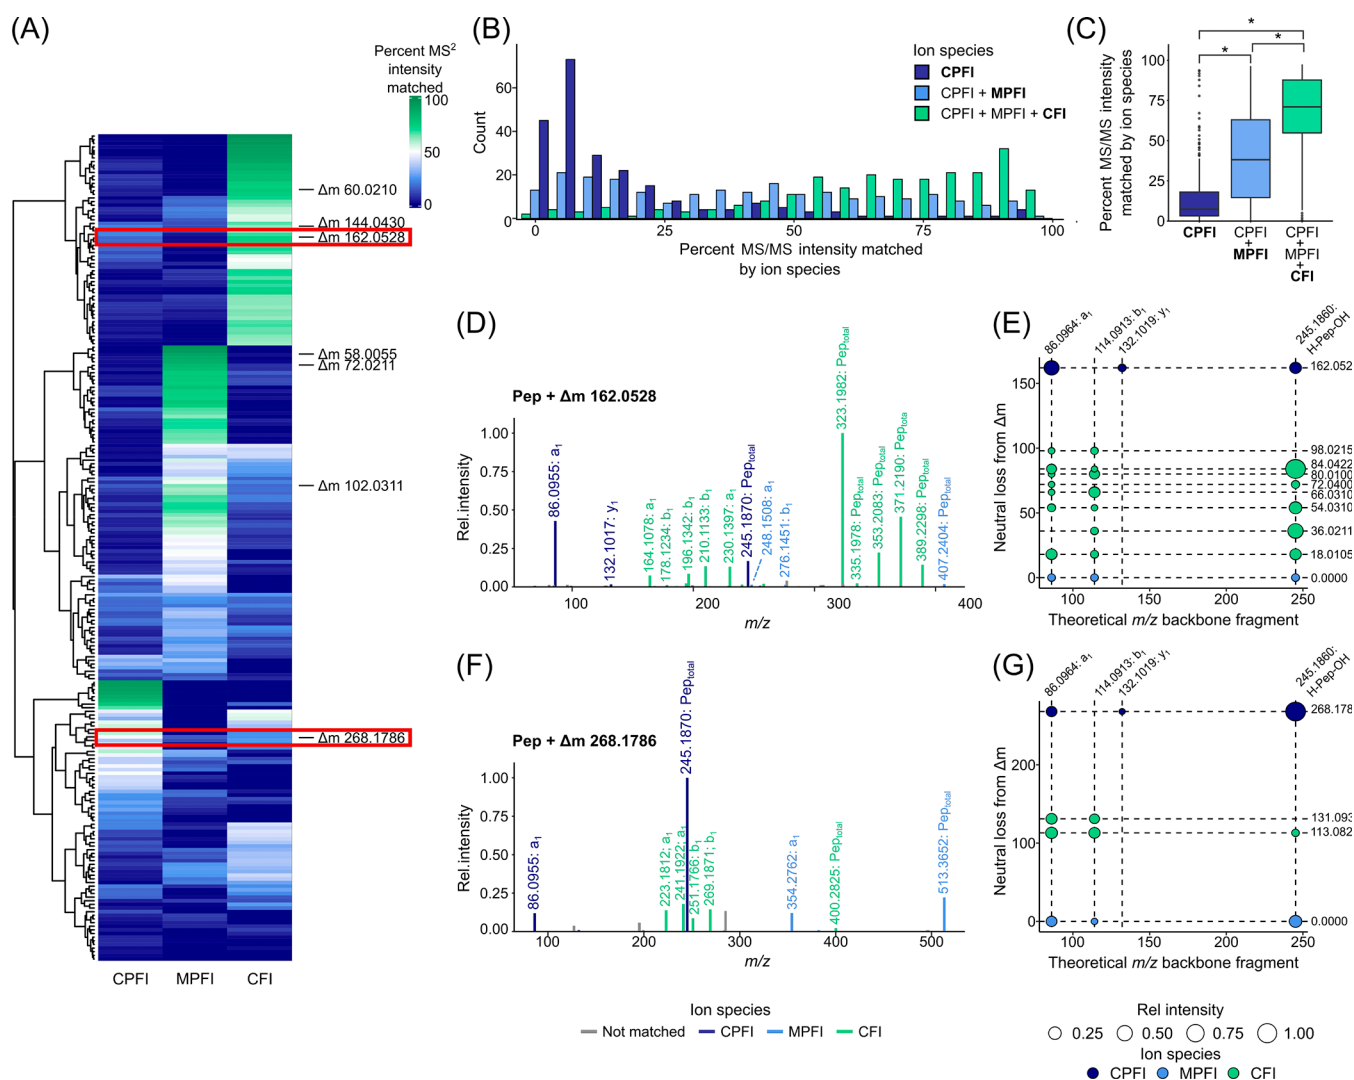 (A)
Percent MS2
intensity
matched
100
50
0
Δm 60.0210
Δm 144.0430
Δm 162.0528
Δm 58.0055
Δm 72.0211
Δm 102.0311
Δm 268.1786
CPFI MPFI CFI
(B)
Count
60
40
20
0
0 25 50 75 100
Percent MS/MS intensity matched
by ion species
Ion species
CPFI
CPFI + MPFI
CPFI + MPFI + CFI
(C)
Percent MS/MS intensity
matched by ion species
100
75
50
25
0
*
* *
CPFI CPFI CPFI
+ +
MPFI MPFI
+
CFI
(D)
Pep + Δm 162.0528
Rel.intensity
1.00
0.75
0.50
0.25
0.00
86.0955: a1
132.1017: y1
164.1078: a1
178.1234: b1
196.1342: b1
210.1133: b1
230.1397: a1
245.1870: Peptotal
248.1508: a1
276.1451: b1
323.1982: Peptotal
335.1978: Peptotal
353.2083: Peptotal
371.2190: Peptotal
389.2298: Peptotal
407.2404: Peptotal
100 200 300 400
m/z
(E)
86.0964: a1
114.0913: b1
132.1019: y1
245.1860:
H-Pep-OH
Neutral loss from Δm
150
100
50
0
162.052
98.0215
84.0422
80.0100
72.0400
66.0310
54.0310
36.0211
18.0105
0.0000
100 150 200 250
Theoretical m/z backbone fragment
(F)
Pep + Δm 268.1786
Rel.intensity
1.00
0.75
0.50
0.25
0.00
86.0955: a1
223.1812; a1
241.1922: a1
245.1870: Peptotal
251.1766: b1
269.1871; b1
354.2762: a1
400.2825: Peptotal
513.3652: Peptotal
100 200 300 400 500
m/z
Ion species
Not matched CPFI MPFI CFI
(G)
86.0964: a1
114.0913: b1
132.1019: y1
245.1860:
H-Pep-OH
Neutral loss from Δm
200
100
0
268.178
131.093
113.082
0.0000
100 150 200 250
Theoretical m/z backbone fragment
Rel intensity
0.25 0.50 0.75 1.00
Ion species
CPFI MPFI CFI